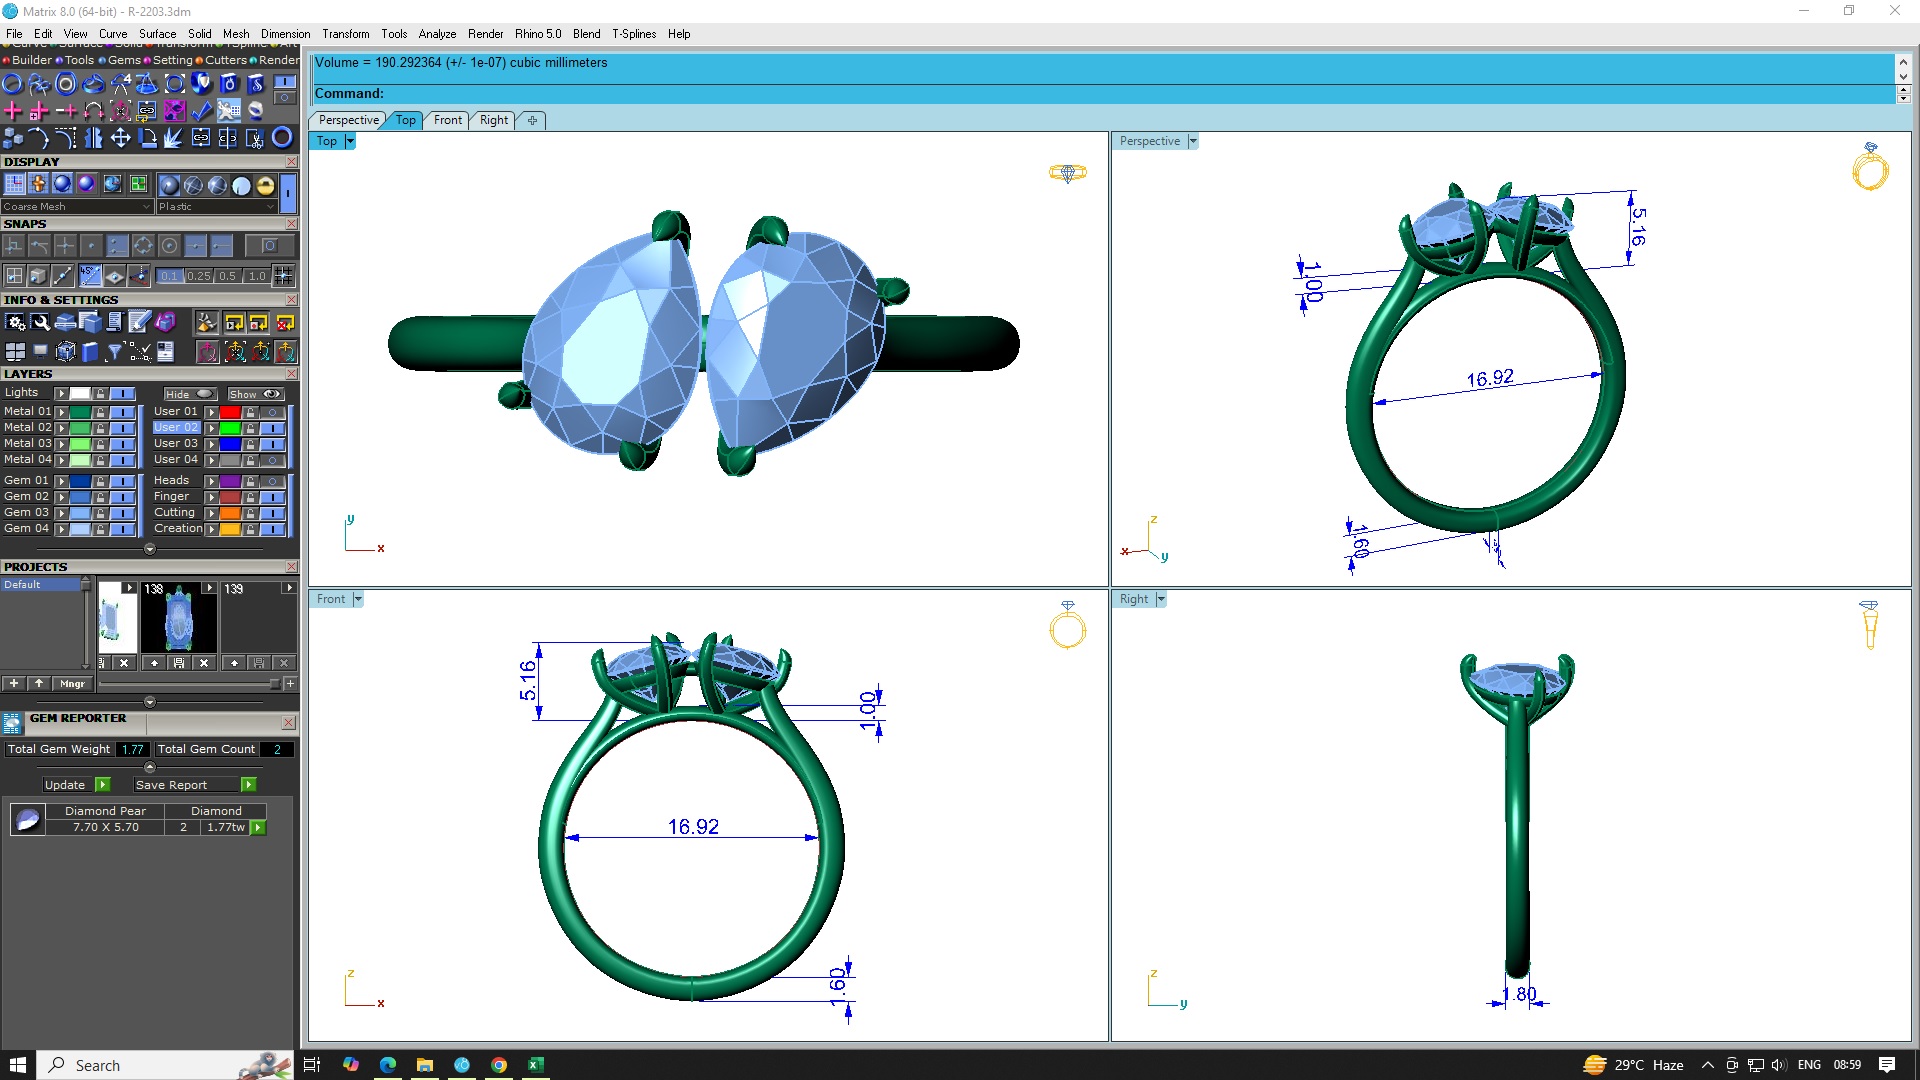 Matrix 8.0 (64-bit) - R-2203.3dm
File Edit View Curve Surface Solid Mesh Dimension Transform Tools Analyze Render Rhino 5.0 Blend T-Splines Help
Builder Tools Gems Setting Cutters Render
Volume = 190.292364 (+/- 1e-07) cubic millimeters
Command:
Perspective Top Front Right
DISPLAY
Coarse Mesh Plastic
SNAPS
45°
0.1 0.25 0.5 1.0
INFO & SETTINGS
LAYERS
Lights Hide Show
Metal 01 User 01
Metal 02 User 02
Metal 03 User 03
Metal 04 User 04
Gem 01 Heads
Gem 02 Finger
Gem 03 Cutting
Gem 04 Creation
PROJECTS
Default
138 139
Mngr
GEM REPORTER
Total Gem Weight 1.77 Total Gem Count 2
Update Save Report
Diamond Pear Diamond
7.70 X 5.70 2 1.77tw
Top
y
x
Perspective
5.16
1.00
16.92
1.60
z
x
y
Front
5.16
1.00
16.92
1.60
z
x
Right
1.80
z
y
Search
29°C Haze
ENG
08:59